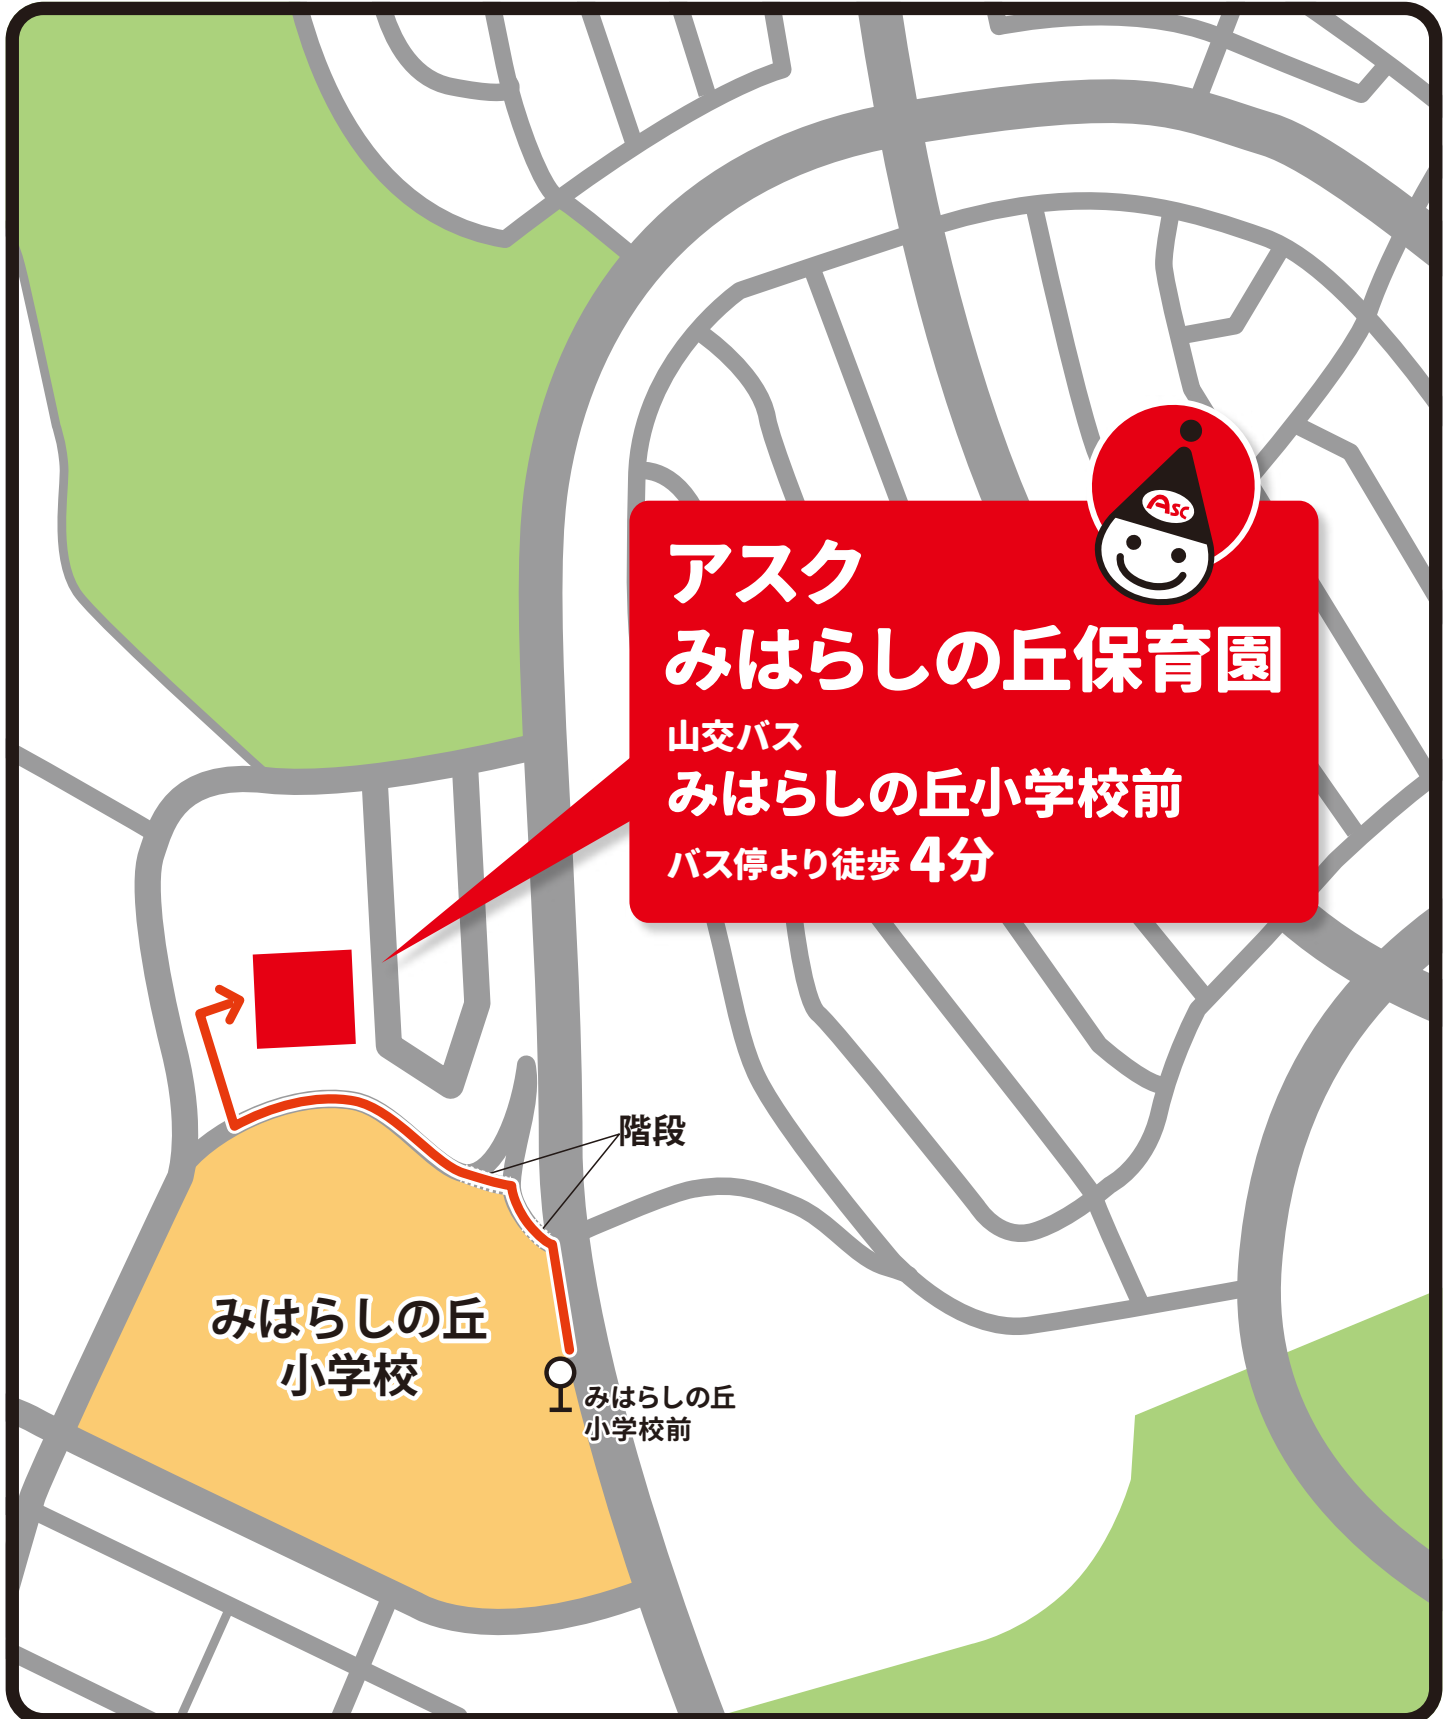 ASC
アスク
みはらしの丘保育園
山交バス
みはらしの丘小学校前
バス停より徒歩 4分
階段
みはらしの丘
小学校
みはらしの丘
小学校前